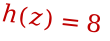 h(z) = 8